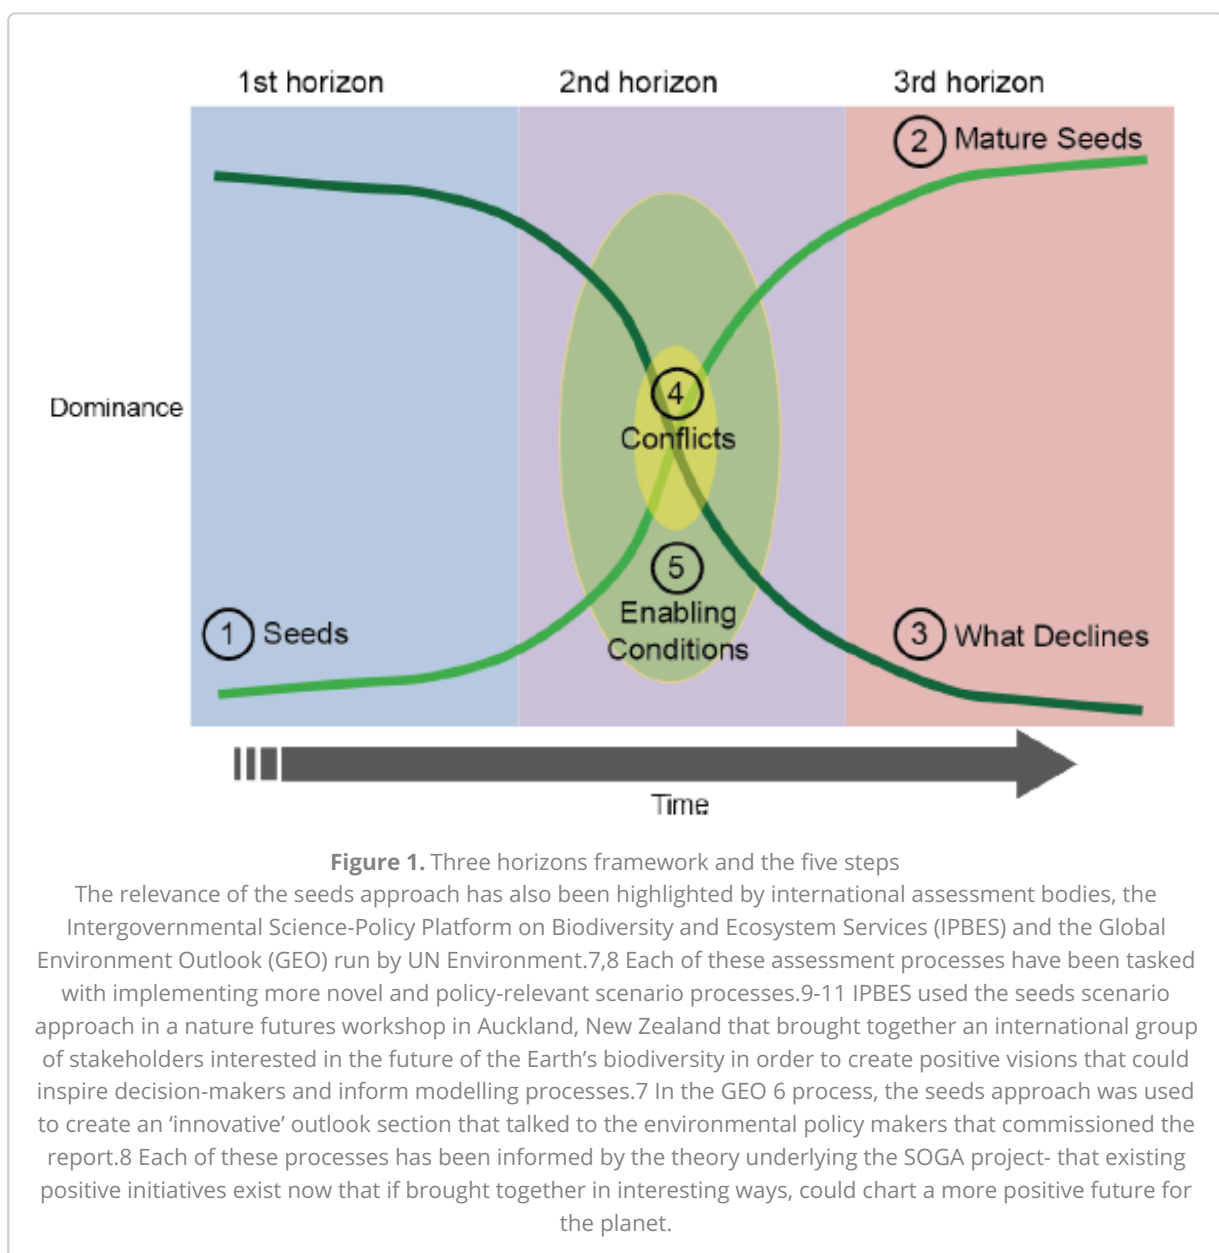 1st horizon
2nd horizon
3rd horizon
2 Mature Seeds
Dominance
4
Conflicts
5
Enabling
Conditions
1 Seeds
3 What Declines
Time
Figure 1. Three horizons framework and the five steps
The relevance of the seeds approach has also been highlighted by international assessment bodies, the
Intergovernmental Science-Policy Platform on Biodiversity and Ecosystem Services (IPBES) and the Global
Environment Outlook (GEO) run by UN Environment.7,8 Each of these assessment processes have been tasked
with implementing more novel and policy-relevant scenario processes.9-11 IPBES used the seeds scenario
approach in a nature futures workshop in Auckland, New Zealand that brought together an international group
of stakeholders interested in the future of the Earth’s biodiversity in order to create positive visions that could
inspire decision-makers and inform modelling processes.7 In the GEO 6 process, the seeds approach was used
to create an ‘innovative’ outlook section that talked to the environmental policy makers that commissioned the
report.8 Each of these processes has been informed by the theory underlying the SOGA project- that existing
positive initiatives exist now that if brought together in interesting ways, could chart a more positive future for
the planet.